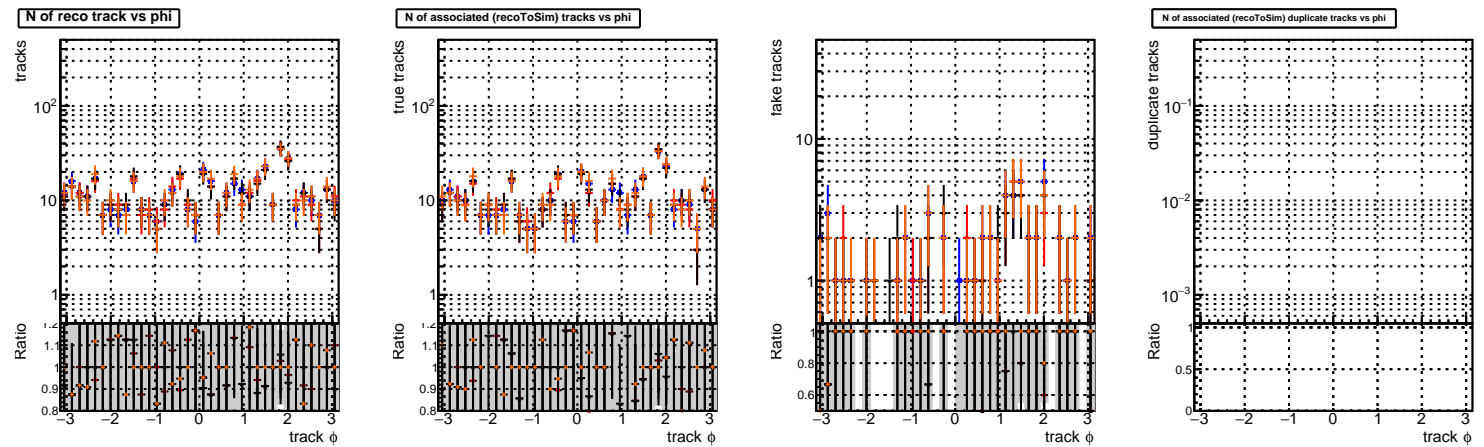 N of reco track vs phi
tracks
10²
10
1
Ratio
1.2
1.1
1
0.9
0.8
−3 −2 −1 0 1 2 3
track ϕ
N of associated (recoToSim) tracks vs phi
true tracks
10²
10
1
Ratio
1.2
1.1
1
0.9
0.8
−3 −2 −1 0 1 2 3
track ϕ
fake tracks
10
1
Ratio
1
0.8
0.6
−3 −2 −1 0 1 2 3
track ϕ
N of associated (recoToSim) duplicate tracks vs phi
duplicate tracks
10⁻¹
10⁻²
10⁻³
Ratio
1
0.5
0
−3 −2 −1 0 1 2 3
track ϕ